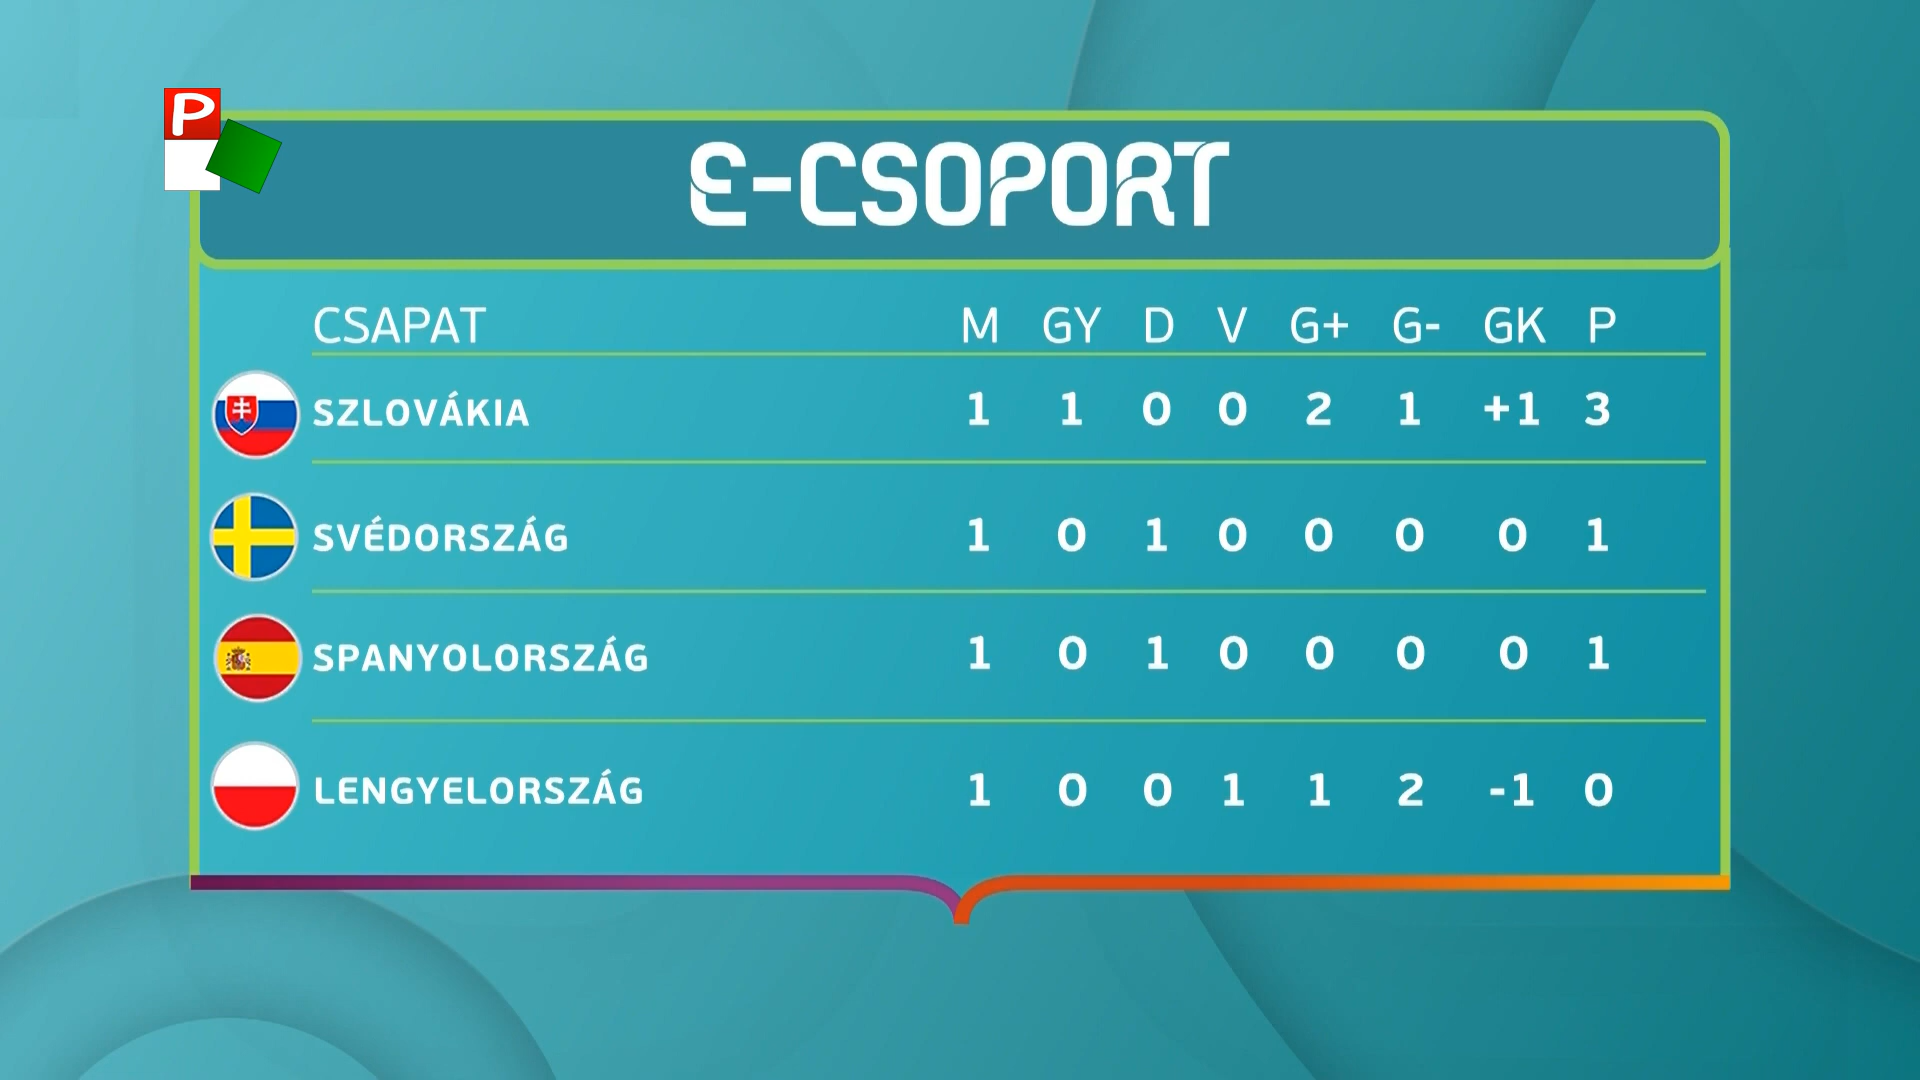 P
E-CSOPORT
CSAPAT M GY D V G+ G- GK P
SZLOVÁKIA 1 1 0 0 2 1 +1 3
SVÉDORSZÁG 1 0 1 0 0 0 0 1
SPANYOLORSZÁG 1 0 1 0 0 0 0 1
LENGYELORSZÁG 1 0 0 1 1 2 -1 0